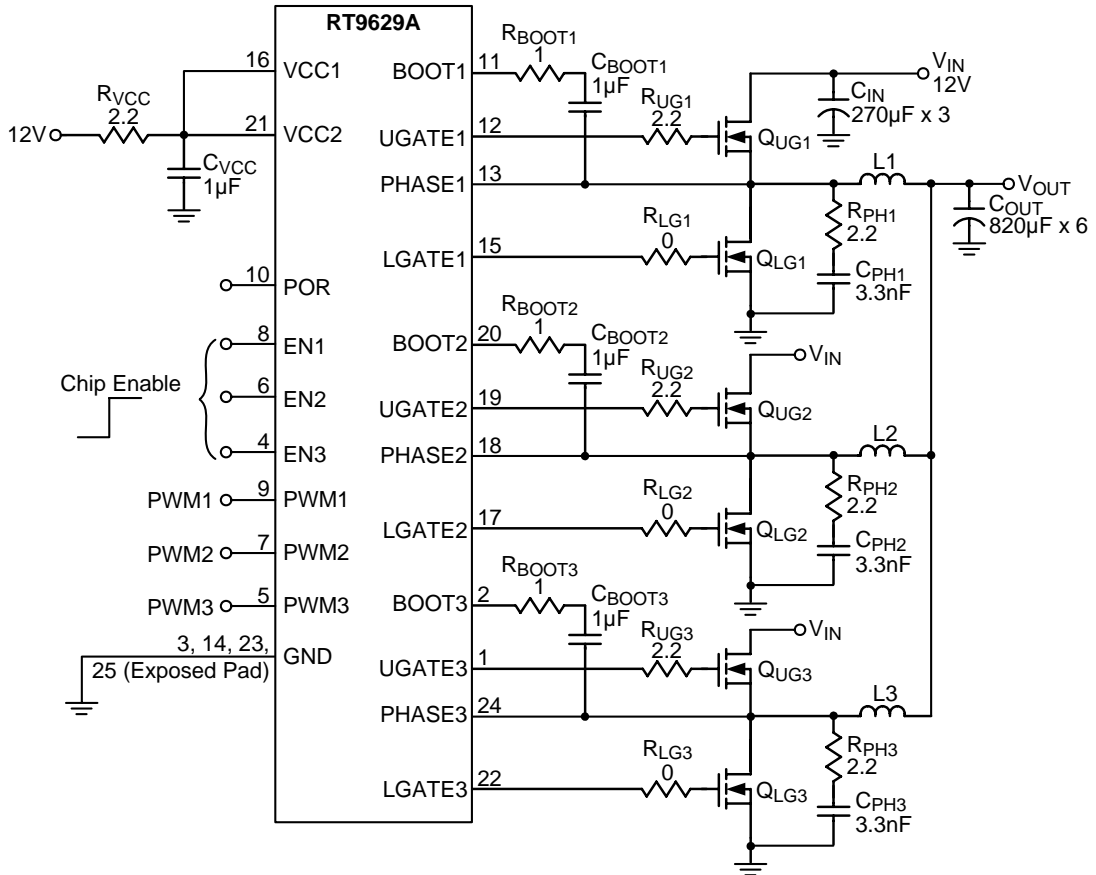 RT9629A
12V
RVCC
2.2
CVCC
1µF
16
VCC1
21
VCC2
10
POR
Chip Enable
8
EN1
6
EN2
4
EN3
PWM1
9
PWM1
PWM2
7
PWM2
PWM3
5
PWM3
3, 14, 23,
25 (Exposed Pad)
GND
BOOT1
11
RBOOT1
1
CBOOT1
1µF
UGATE1
12
RUG1
2.2
QUG1
VIN
12V
CIN
270µF x 3
PHASE1
13
L1
VOUT
COUT
820µF x 6
LGATE1
15
RLG1
0
QLG1
RPH1
2.2
CPH1
3.3nF
BOOT2
20
RBOOT2
1
CBOOT2
1µF
UGATE2
19
RUG2
2.2
QUG2
VIN
PHASE2
18
L2
LGATE2
17
RLG2
0
QLG2
RPH2
2.2
CPH2
3.3nF
BOOT3
2
RBOOT3
1
CBOOT3
1µF
UGATE3
1
RUG3
2.2
QUG3
VIN
PHASE3
24
L3
LGATE3
22
RLG3
0
QLG3
RPH3
2.2
CPH3
3.3nF